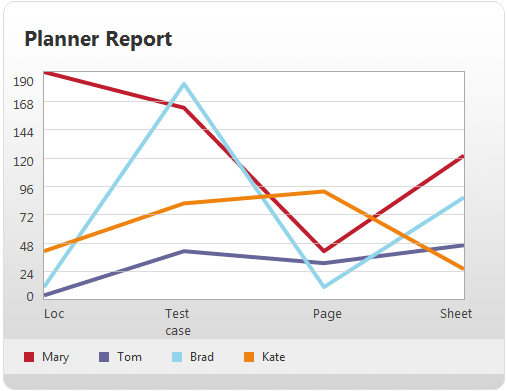 Planner Report
190
168
144
120
96
72
48
24
0
Loc
Test
case
Page
Sheet
Mary
Tom
Brad
Kate